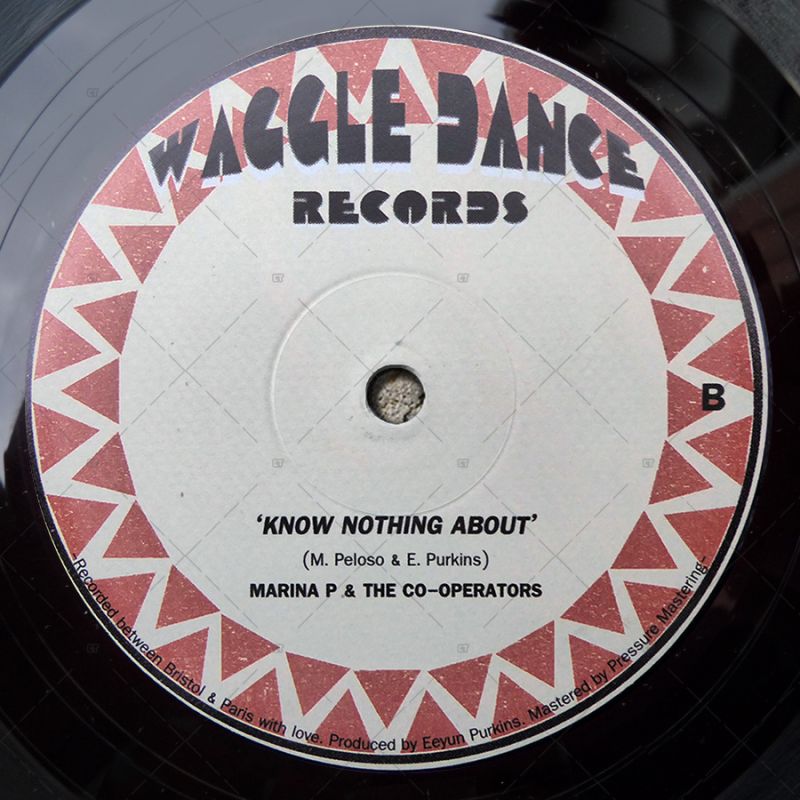 WAGGLE DANCE
RECORDS
B
'KNOW NOTHING ABOUT'
(M. Peloso & E. Purkins)
MARINA P & THE CO-OPERATORS
-Recorded between Bristol & Paris with love. Produced by Eeyun Purkins. Mastered by Pressure Mastering-